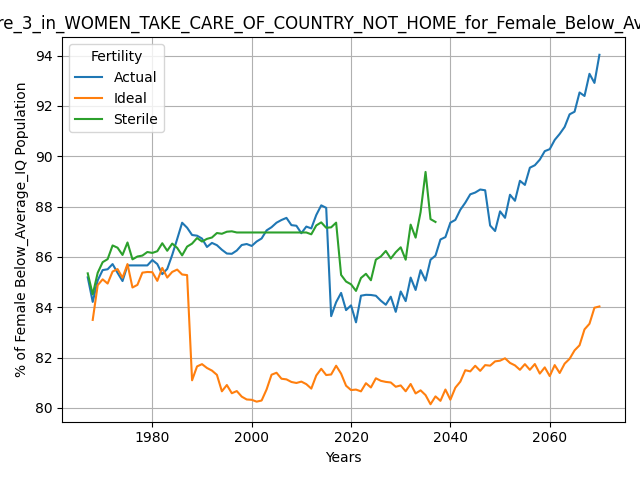 re_3_in_WOMEN_TAKE_CARE_OF_COUNTRY_NOT_HOME_for_Female_Below_Av
Fertility
Actual
Ideal
Sterile
% of Female Below_Average_IQ Population
94
92
90
88
86
84
82
80
1980
2000
2020
2040
2060
Years